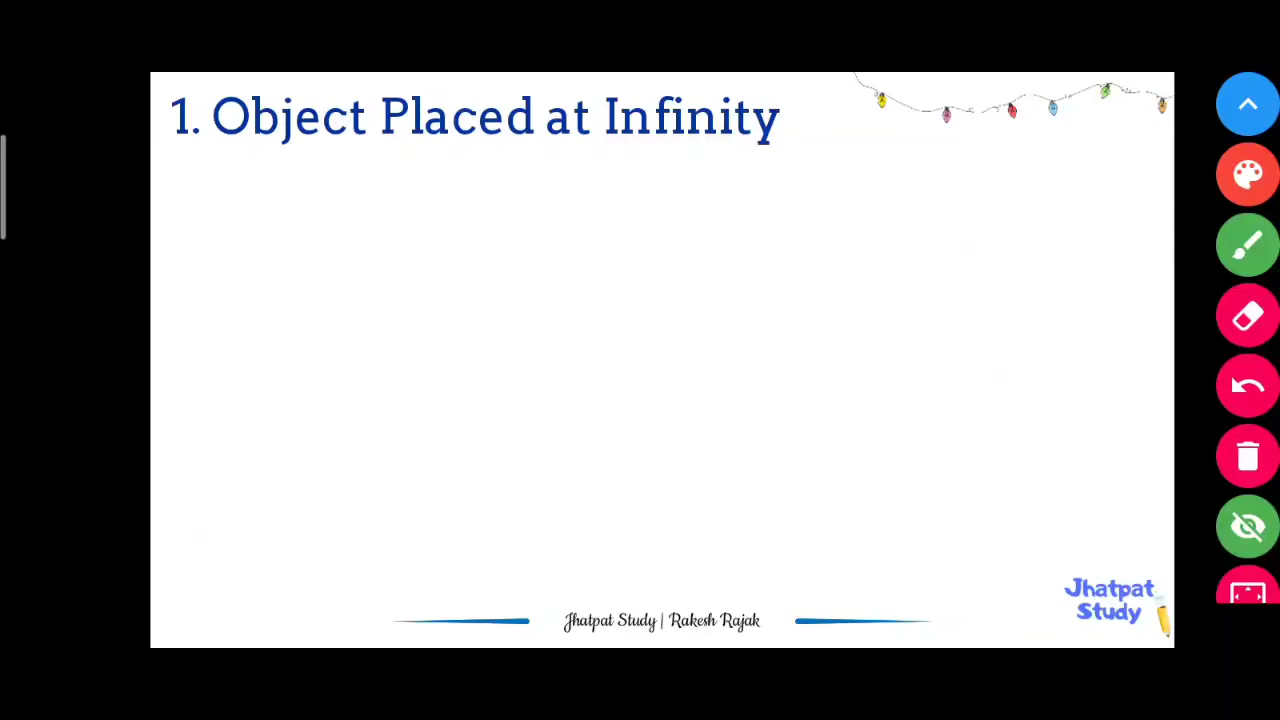 1. Object Placed at Infinity
Jhatpat Study | Rakesh Rajak
Jhatpat
Study